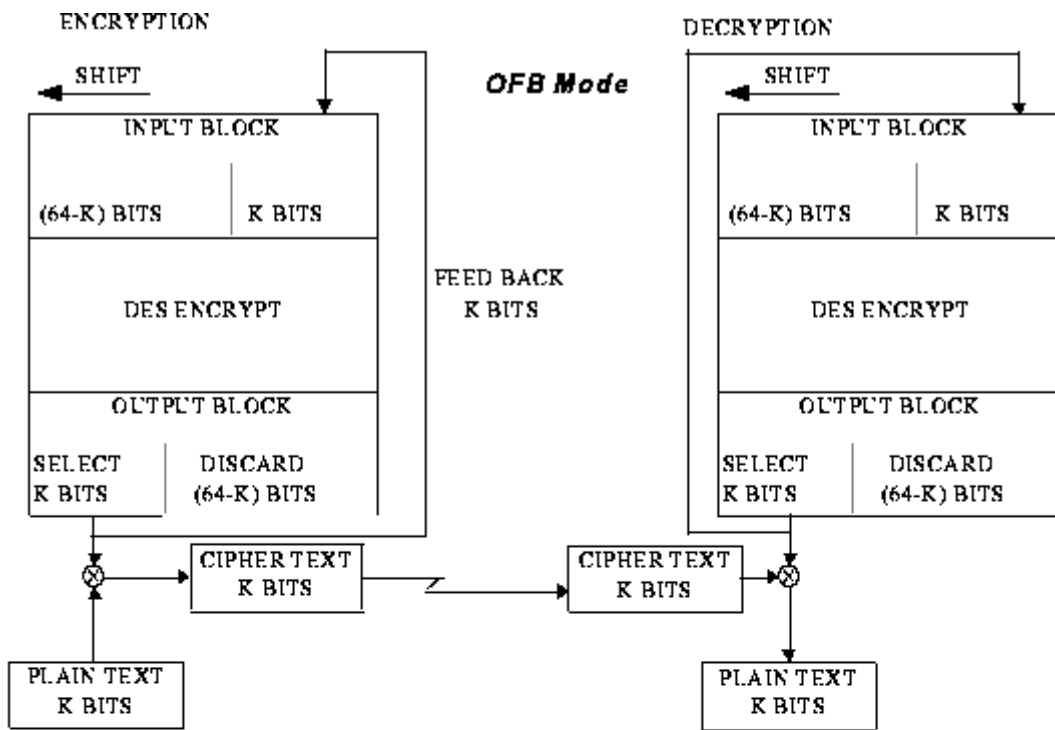 ENCRYPTION
SHIFT
INPUT BLOCK
(64-K) BITS
K BITS
DES ENCRYPT
OUTPUT BLOCK
SELECT
K BITS
DISCARD
(64-K) BITS
FEED BACK
K BITS
CIPHER TEXT
K BITS
PLAIN TEXT
K BITS
OFB Mode
DECRYPTION
SHIFT
INPUT BLOCK
(64-K) BITS
K BITS
DES ENCRYPT
OUTPUT BLOCK
SELECT
K BITS
DISCARD
(64-K) BITS
CIPHER TEXT
K BITS
PLAIN TEXT
K BITS